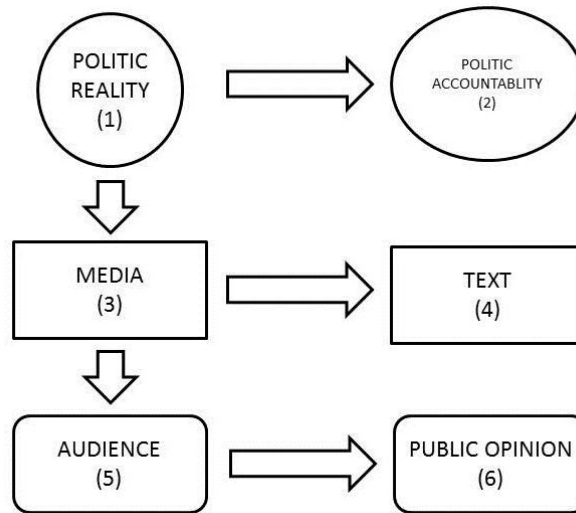 POLITIC
REALITY
(1)
POLITIC
ACCOUNTABLITY
(2)
MEDIA
(3)
TEXT
(4)
AUDIENCE
(5)
PUBLIC OPINION
(6)